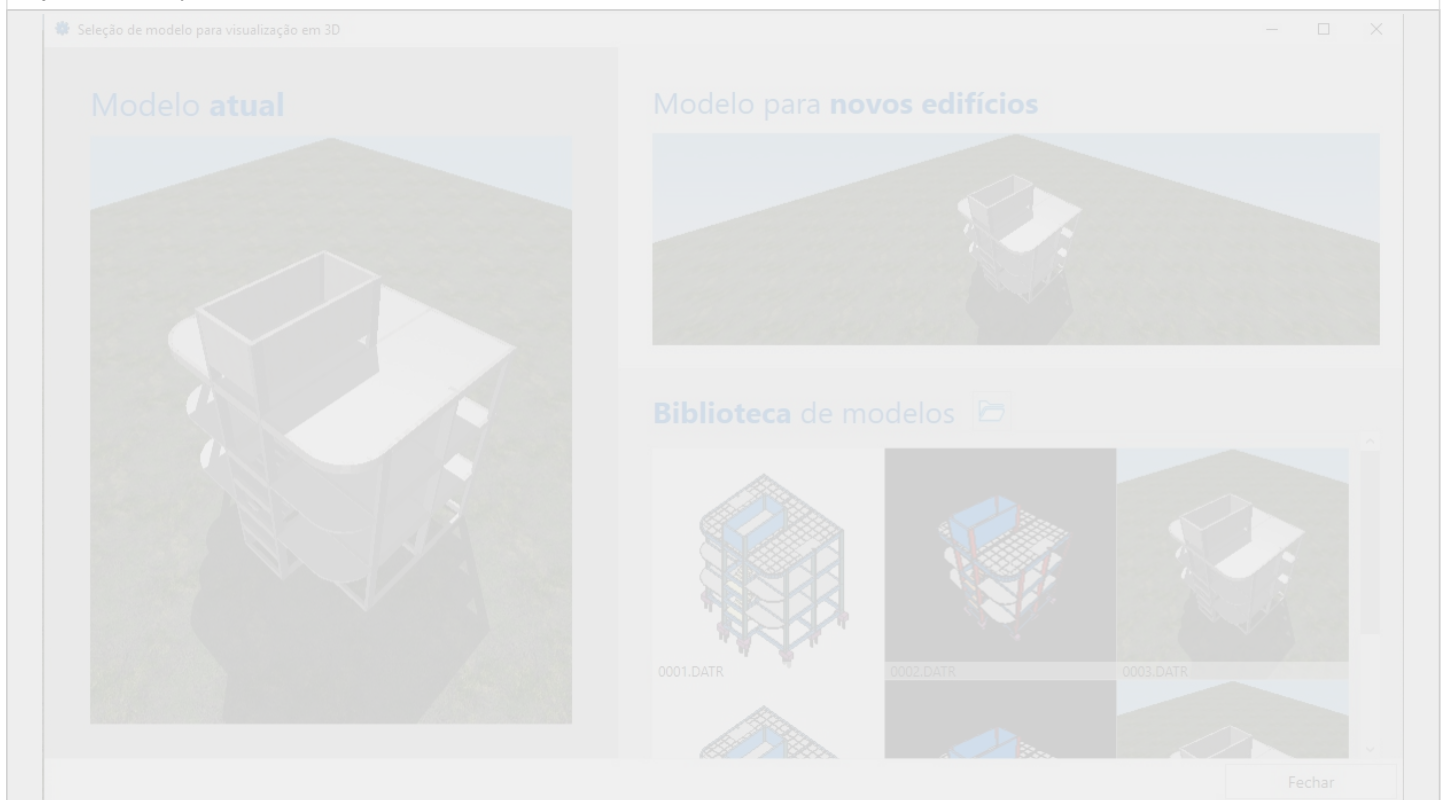 Seleção de modelo para visualização em 3D
Modelo atual
Modelo para novos edifícios
Biblioteca de modelos
0001.DATR
0002.DATR
0003.DATR
Fechar